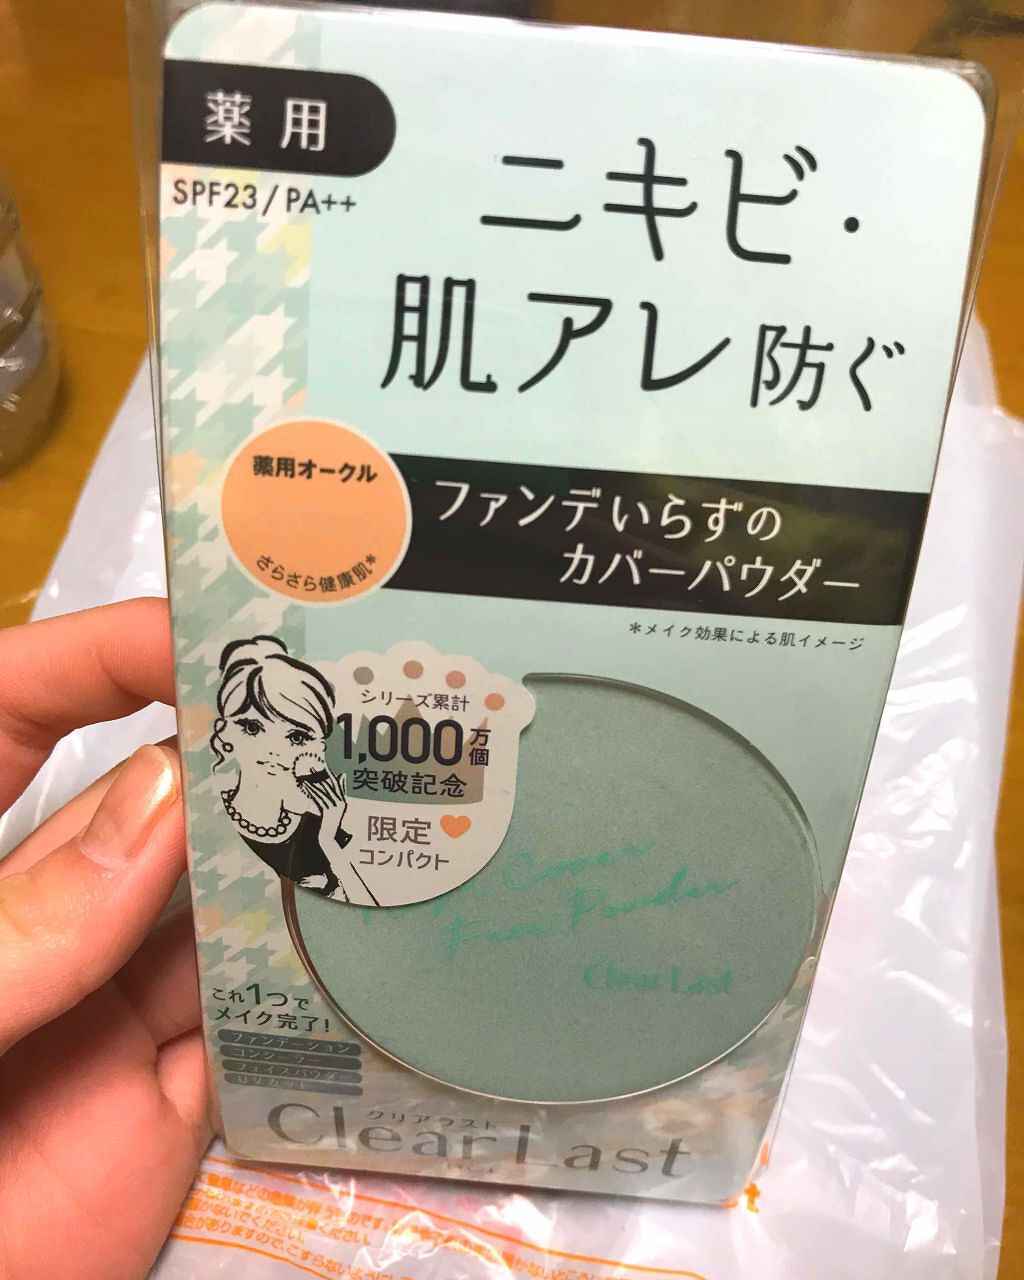 薬用
SPF23/PA++
ニキビ・
肌アレ防ぐ
薬用オークル
さらさら健康肌*
ファンデいらずの
カバーパウダー
*メイク効果による肌イメージ
シリーズ累計
1,000万個
突破記念
限定
コンパクト
Cover
Face Powder
Clear Last
これ1つで
メイク完了!
ファンデーション
コンシーラー
フェイスパウダー
UVカット
クリアラスト
Clear Last